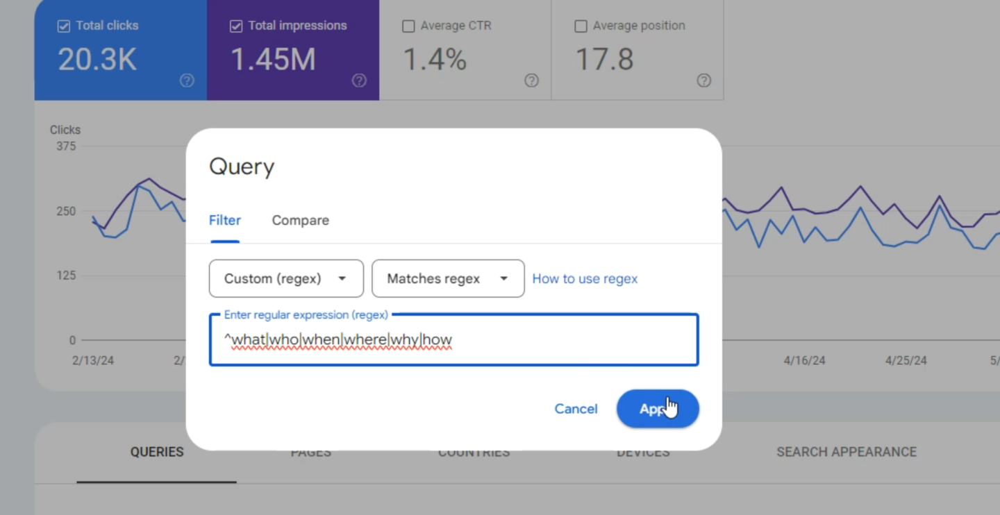 Total clicks
20.3K
Total impressions
1.45M
Average CTR
1.4%
Average position
17.8
Clicks
375
250
125
0
2/13/24
2/
4/16/24
4/25/24
5/
Query
Filter
Compare
Custom (regex)
Matches regex
How to use regex
Enter regular expression (regex)
^what|who|when|where|why|how
Cancel
App
QUERIES
PAGES
COUNTRIES
DEVICES
SEARCH APPEARANCE